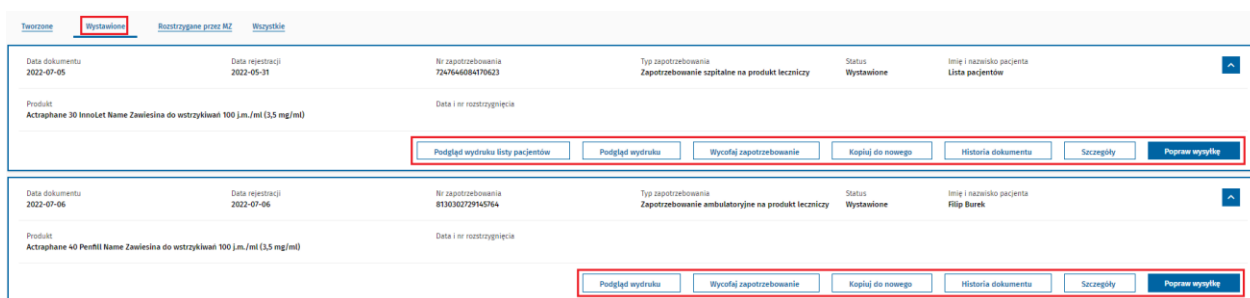 Tworzone Wystawione Rozstrzygane przez MZ Wszystkie
Data dokumentu Data rejestracji Nr zapotrzebowania Typ zapotrzebowania Status Imię i nazwisko pacjenta
2022-07-05 2022-05-31 7247646084170623 Zapotrzebowanie szpitalne na produkt leczniczy Wystawione Lista pacjentów
Produkt Data i nr rozstrzygnięcia
Actraphane 30 InnoLet Name Zawiesina do wstrzykiwań 100 j.m./ml (3,5 mg/ml)
Podgląd wydruku listy pacjentów Podgląd wydruku Wycofaj zapotrzebowanie Kopiuj do nowego Historia dokumentu Szczegóły Popraw wysyłkę
Data dokumentu Data rejestracji Nr zapotrzebowania Typ zapotrzebowania Status Imię i nazwisko pacjenta
2022-07-06 2022-07-06 8130302729145764 Zapotrzebowanie ambulatoryjne na produkt leczniczy Wystawione Filip Burek
Produkt Data i nr rozstrzygnięcia
Actraphane 40 Penfill Name Zawiesina do wstrzykiwań 100 j.m./ml (3,5 mg/ml)
Podgląd wydruku Wycofaj zapotrzebowanie Kopiuj do nowego Historia dokumentu Szczegóły Popraw wysyłkę